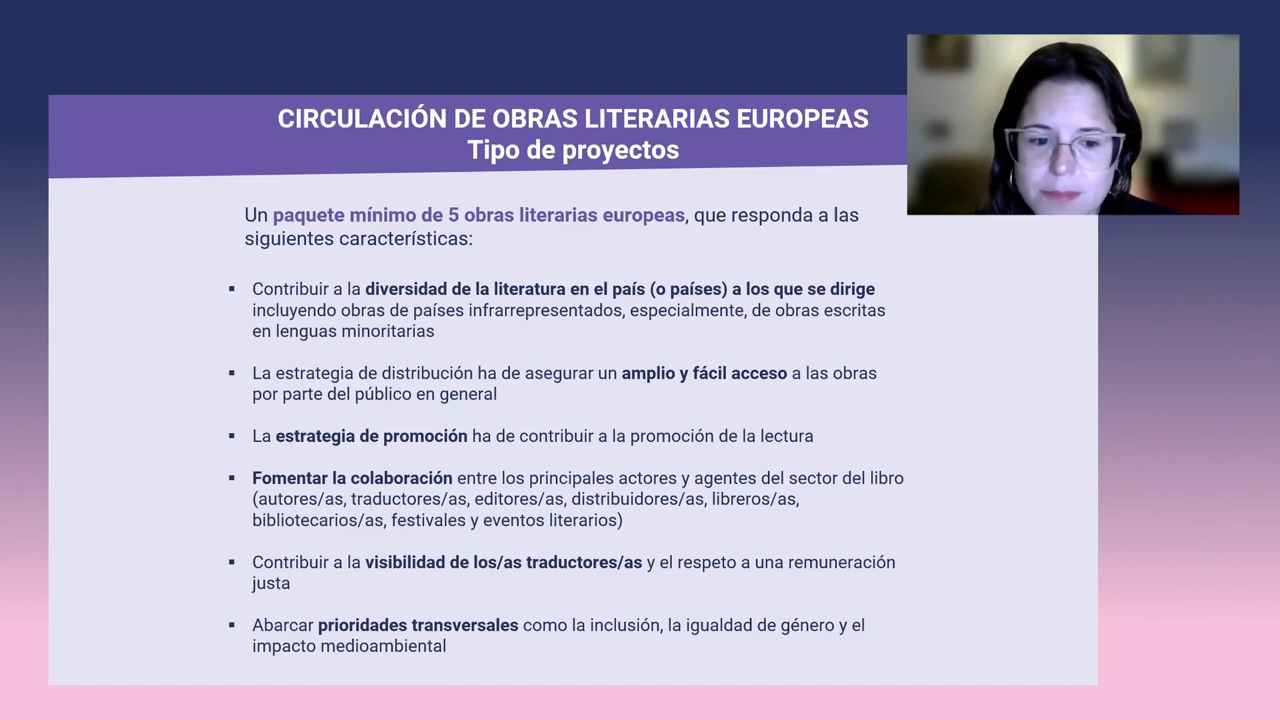 CIRCULACIÓN DE OBRAS LITERARIAS EUROPEAS
Tipo de proyectos
Un paquete mínimo de 5 obras literarias europeas, que responda a las
siguientes características:
▪ Contribuir a la diversidad de la literatura en el país (o países) a los que se dirige
incluyendo obras de países infrarrepresentados, especialmente, de obras escritas
en lenguas minoritarias
▪ La estrategia de distribución ha de asegurar un amplio y fácil acceso a las obras
por parte del público en general
▪ La estrategia de promoción ha de contribuir a la promoción de la lectura
▪ Fomentar la colaboración entre los principales actores y agentes del sector del libro
(autores/as, traductores/as, editores/as, distribuidores/as, libreros/as,
bibliotecarios/as, festivales y eventos literarios)
▪ Contribuir a la visibilidad de los/as traductores/as y el respeto a una remuneración
justa
▪ Abarcar prioridades transversales como la inclusión, la igualdad de género y el
impacto medioambiental